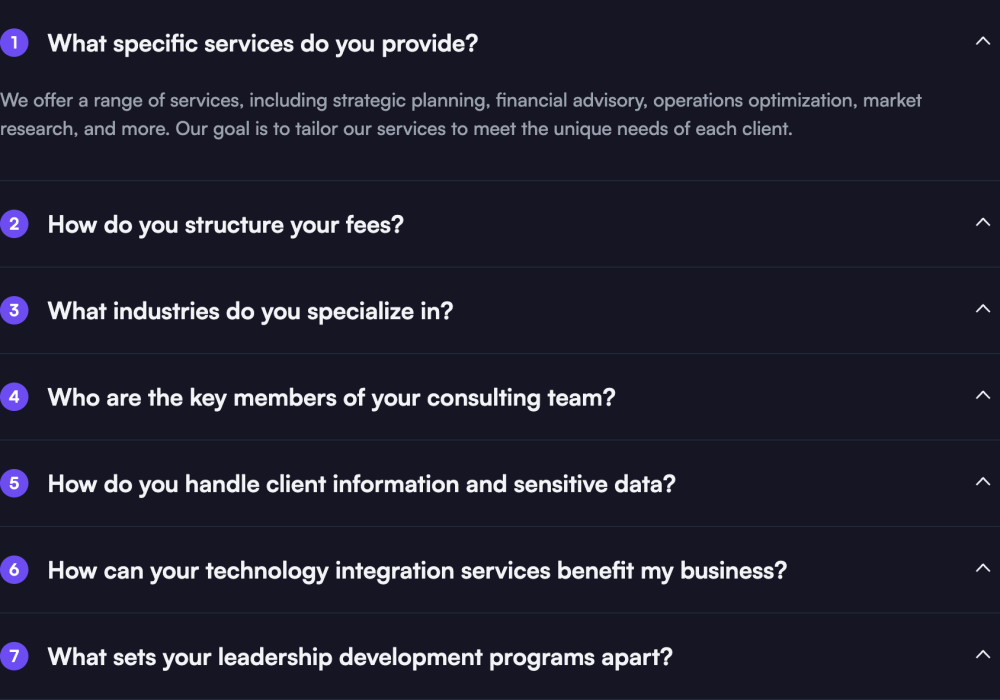 1 What specific services do you provide?
We offer a range of services, including strategic planning, financial advisory, operations optimization, market
research, and more. Our goal is to tailor our services to meet the unique needs of each client.
2 How do you structure your fees?
3 What industries do you specialize in?
4 Who are the key members of your consulting team?
5 How do you handle client information and sensitive data?
6 How can your technology integration services benefit my business?
7 What sets your leadership development programs apart?